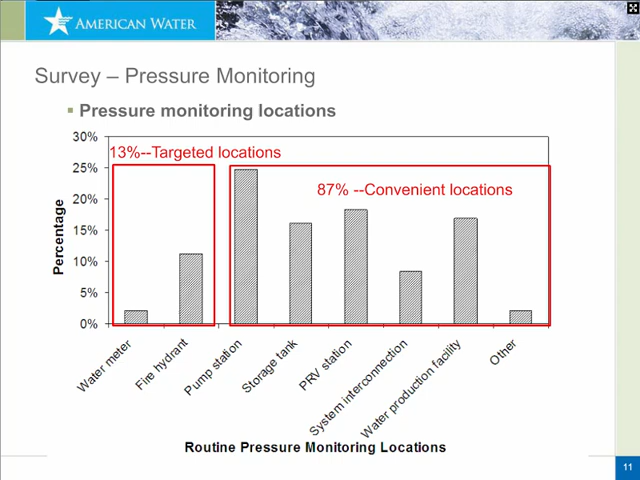 AMERICAN WATER
Survey – Pressure Monitoring
Pressure monitoring locations
30%
25%
20%
15%
10%
5%
0%
Percentage
13%--Targeted locations
87% --Convenient locations
Water meter
Fire hydrant
Pump station
Storage tank
PRV station
System interconnection
Water production facility
Other
Routine Pressure Monitoring Locations
11